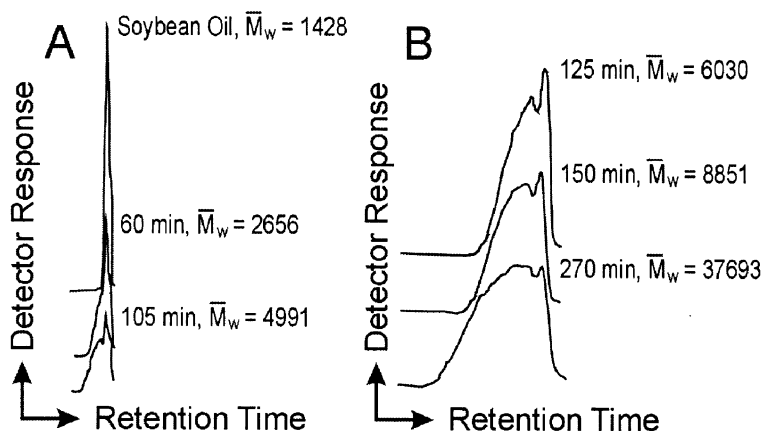 A
Soybean Oil, M̅w = 1428
60 min, M̅w = 2656
105 min, M̅w = 4991
Detector Response
Retention Time
B
125 min, M̅w = 6030
150 min, M̅w = 8851
270 min, M̅w = 37693
Detector Response
Retention Time